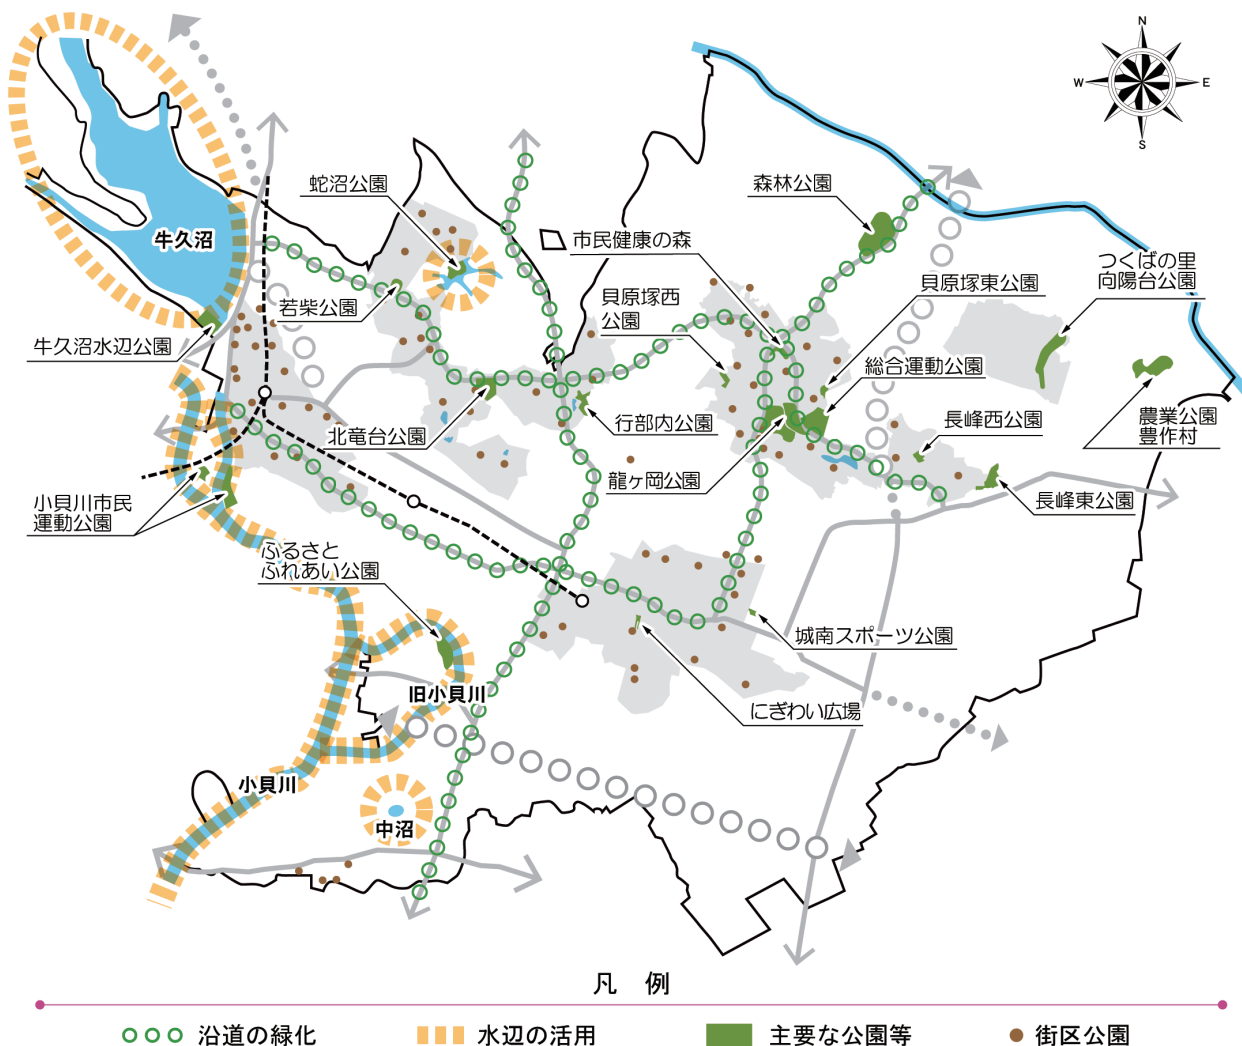 N
W
E
S
蛇沼公園
森林公園
牛久沼
市民健康の森
つくばの里
向陽台公園
貝原塚東公園
貝原塚西
公園
若柴公園
牛久沼水辺公園
総合運動公園
農業公園
豊作村
北竜台公園
行部内公園
長峰西公園
龍ヶ岡公園
長峰東公園
小貝川市民
運動公園
ふるさと
ふれあい公園
城南スポーツ公園
旧小貝川
にぎわい広場
小貝川
中沼
凡 例
沿道の緑化
水辺の活用
主要な公園等
街区公園